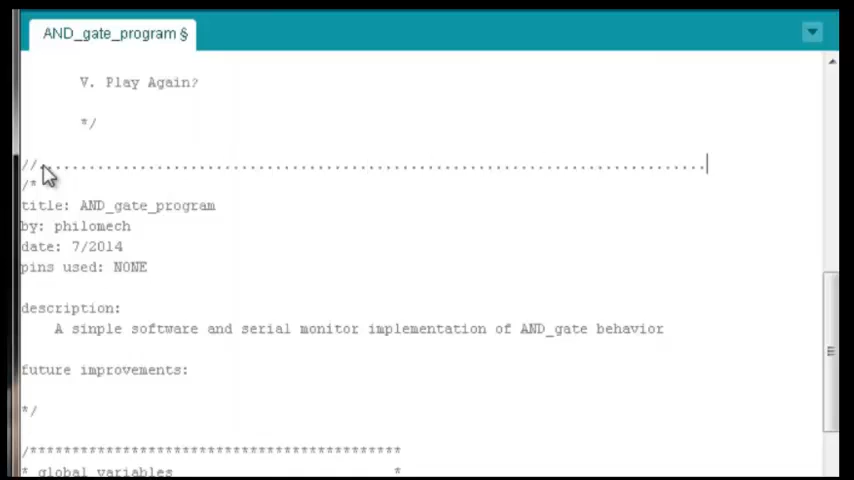 AND_gate_program §
V. Play Again?
*/
//...............................................................................
/*
title: AND_gate_program
by: philomech
date: 7/2014
pins used: NONE
description:
A sinple software and serial monitor implementation of AND_gate behavior
future improvements:
*/
/********************************************
* global variables *